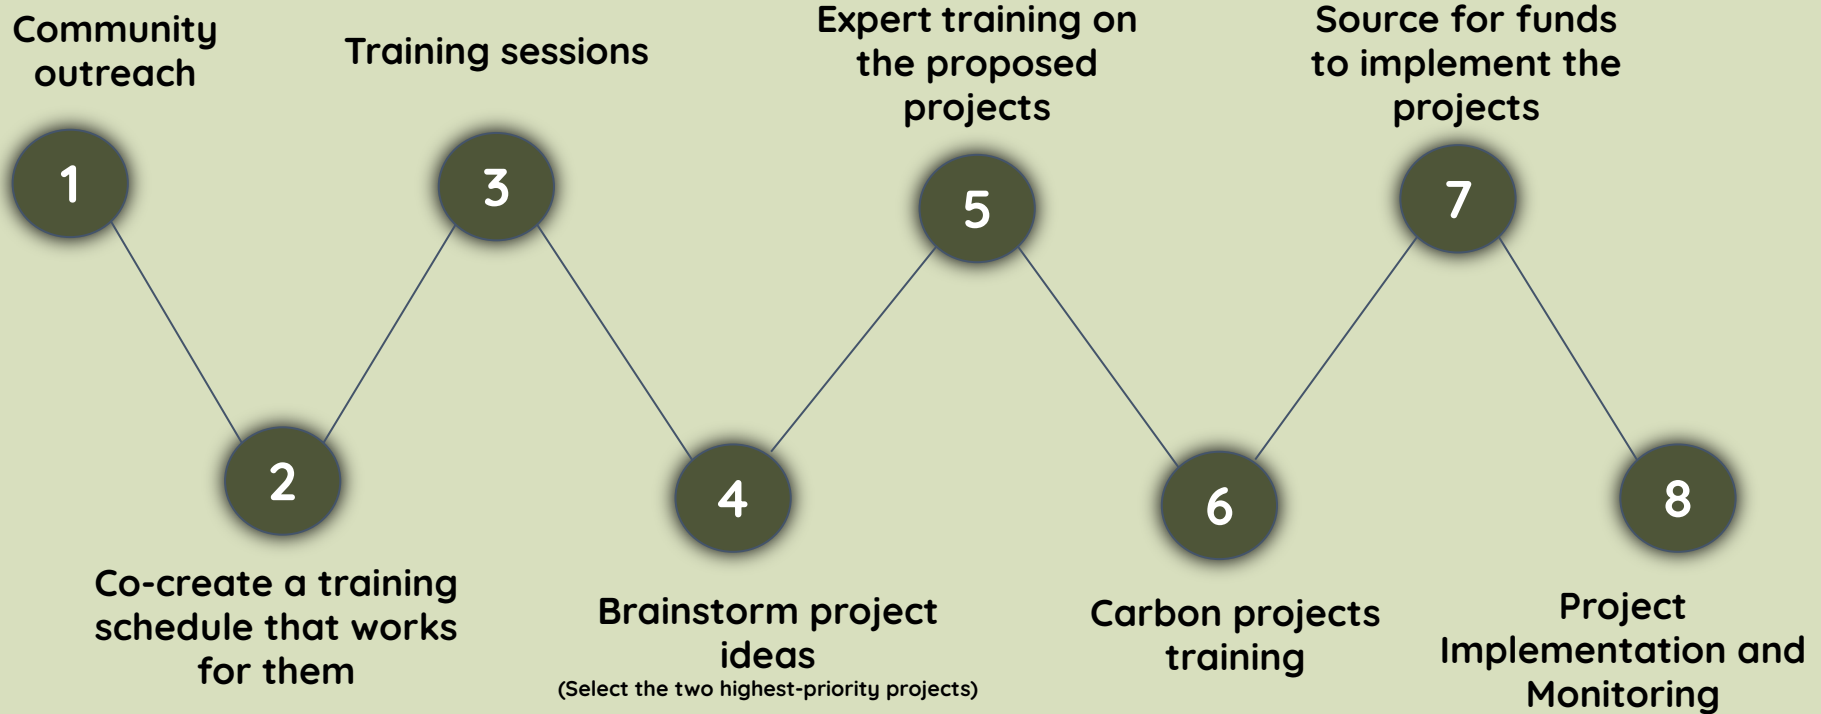 Community
outreach
1
Co-create a training
schedule that works
for them
2
Training sessions
3
Brainstorm project
ideas
(Select the two highest-priority projects)
4
Expert training on
the proposed
projects
5
Carbon projects
training
6
Source for funds
to implement the
projects
7
Project
Implementation and
Monitoring
8